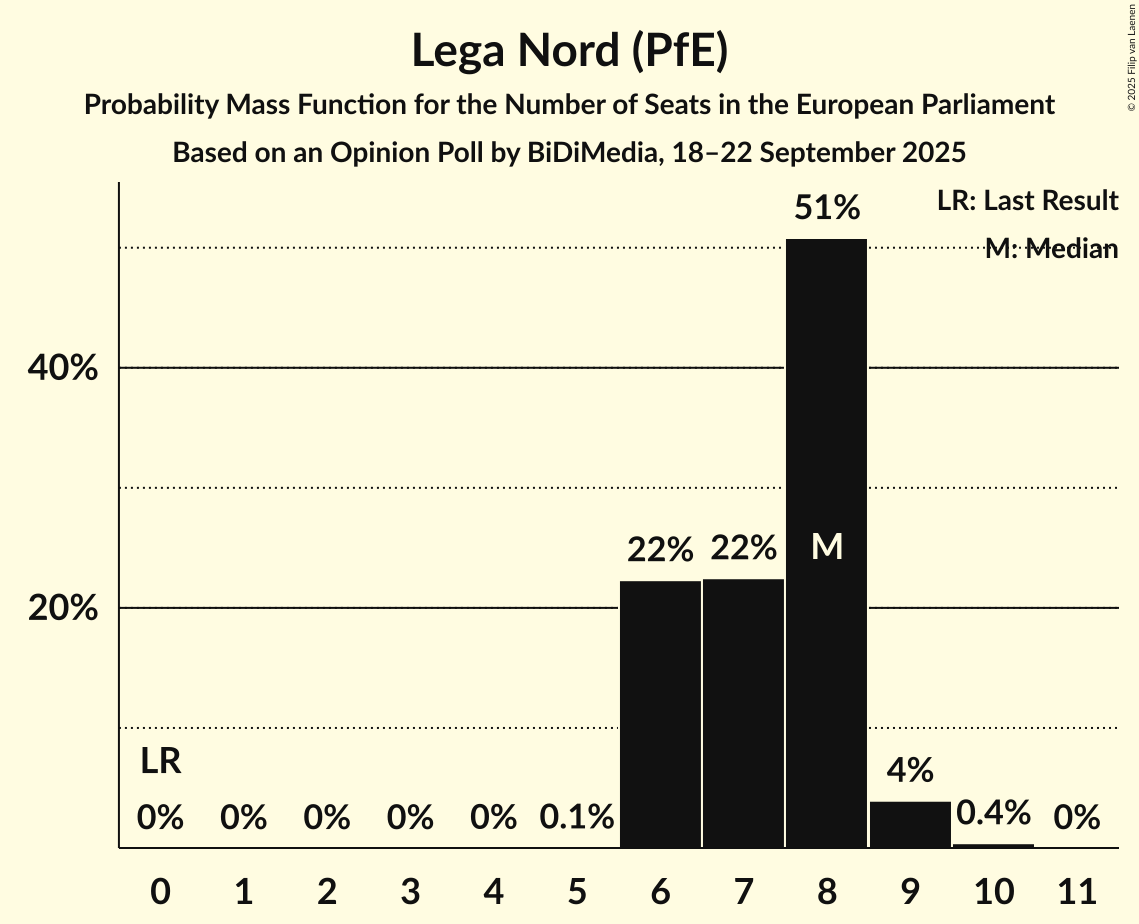 Lega Nord (PfE)
Probability Mass Function for the Number of Seats in the European Parliament
Based on an Opinion Poll by BiDiMedia, 18–22 September 2025
© 2025 Filip van Laenen
LR: Last Result
M: Median
51%
40%
22% 22% M
20%
LR
0% 0% 0% 0% 0% 0.1% 4% 0.4% 0%
0 1 2 3 4 5 6 7 8 9 10 11